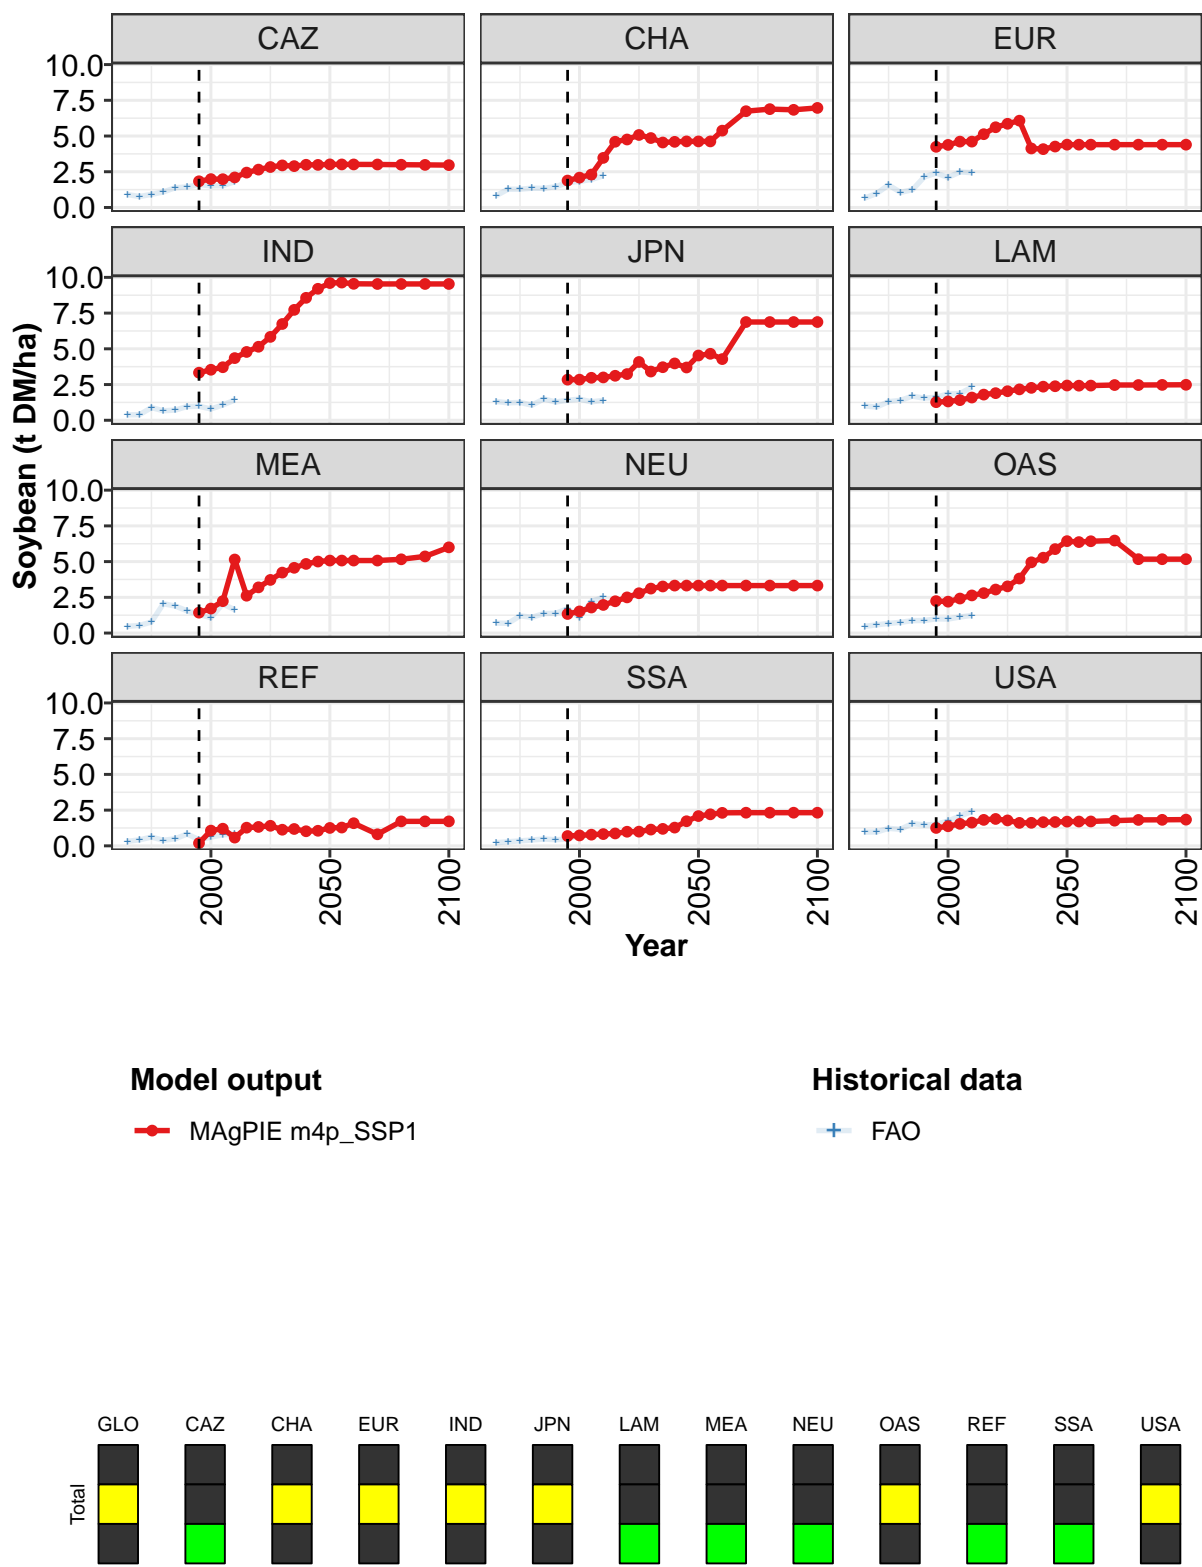 CAZ CHA EUR
10.0
7.5
5.0
2.5
0.0
IND JPN LAM
10.0
7.5
5.0
2.5
0.0
MEA NEU OAS
10.0
7.5
5.0
2.5
0.0
REF SSA USA
10.0
7.5
5.0
2.5
0.0
Soybean (t DM/ha)
2000 2050 2100 2000 2050 2100 2000 2050 2100
Year
Model output Historical data
MAgPIE m4p_SSP1 FAO
GLO CAZ CHA EUR IND JPN LAM MEA NEU OAS REF SSA USA
Total